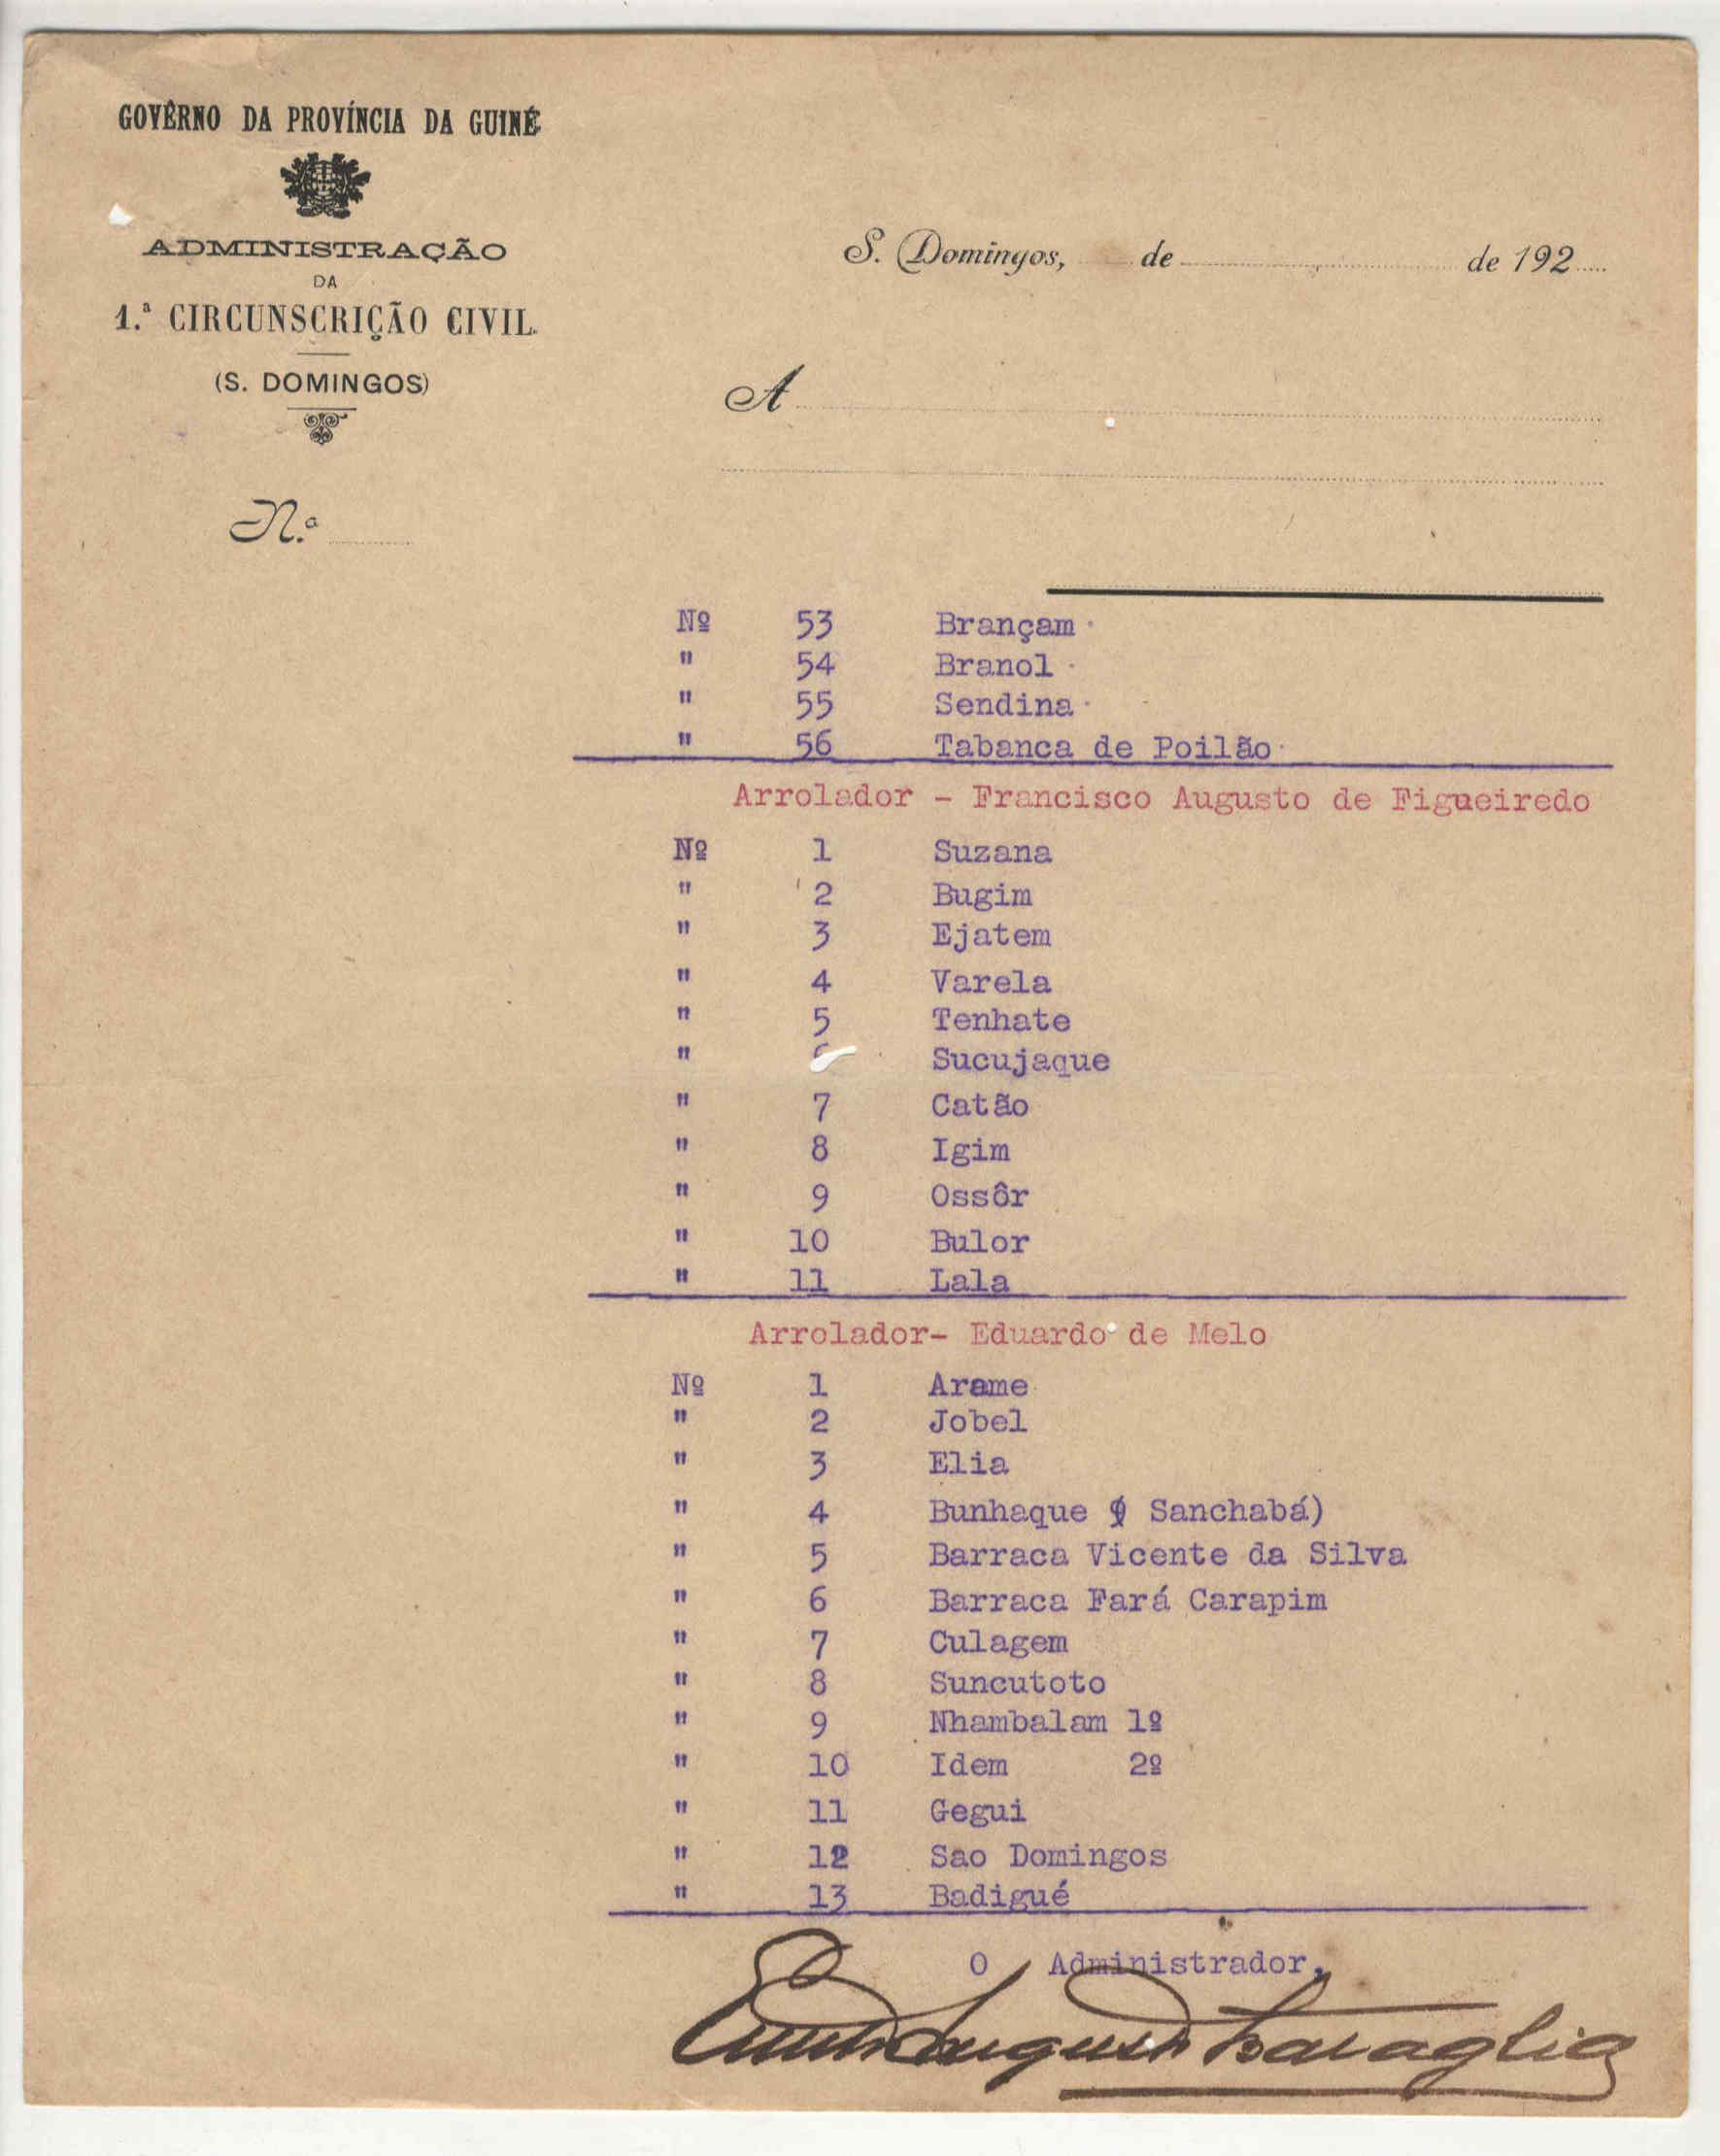 GOVÊRNO DA PROVÍNCIA DA GUINÉ
ADMINISTRAÇÃO
DA
1.ª CIRCUNSCRIÇÃO CIVIL
(S. DOMINGOS)
S. Domingos, de de 192
A
N.º
Nº 53 Brançam
" 54 Branol
" 55 Sendina
" 56 Tabanca de Poilão
Arrolador - Francisco Augusto de Figueiredo
Nº 1 Suzana
" 2 Bugim
" 3 Ejatem
" 4 Varela
" 5 Tenhate
" Sucujaque
" 7 Catão
" 8 Igim
" 9 Ossôr
" 10 Bulor
" 11 Lala
Arrolador- Eduardo de Melo
Nº 1 Arame
" 2 Jobel
" 3 Elia
" 4 Bunhaque ( Sanchabá)
" 5 Barraca Vicente da Silva
" 6 Barraca Fará Carapim
" 7 Culagem
" 8 Suncutoto
" 9 Nhambalam 1º
" 10 Idem 2º
" 11 Gegui
" 12 Sao Domingos
" 13 Badigué
O Administrador,
Augusto